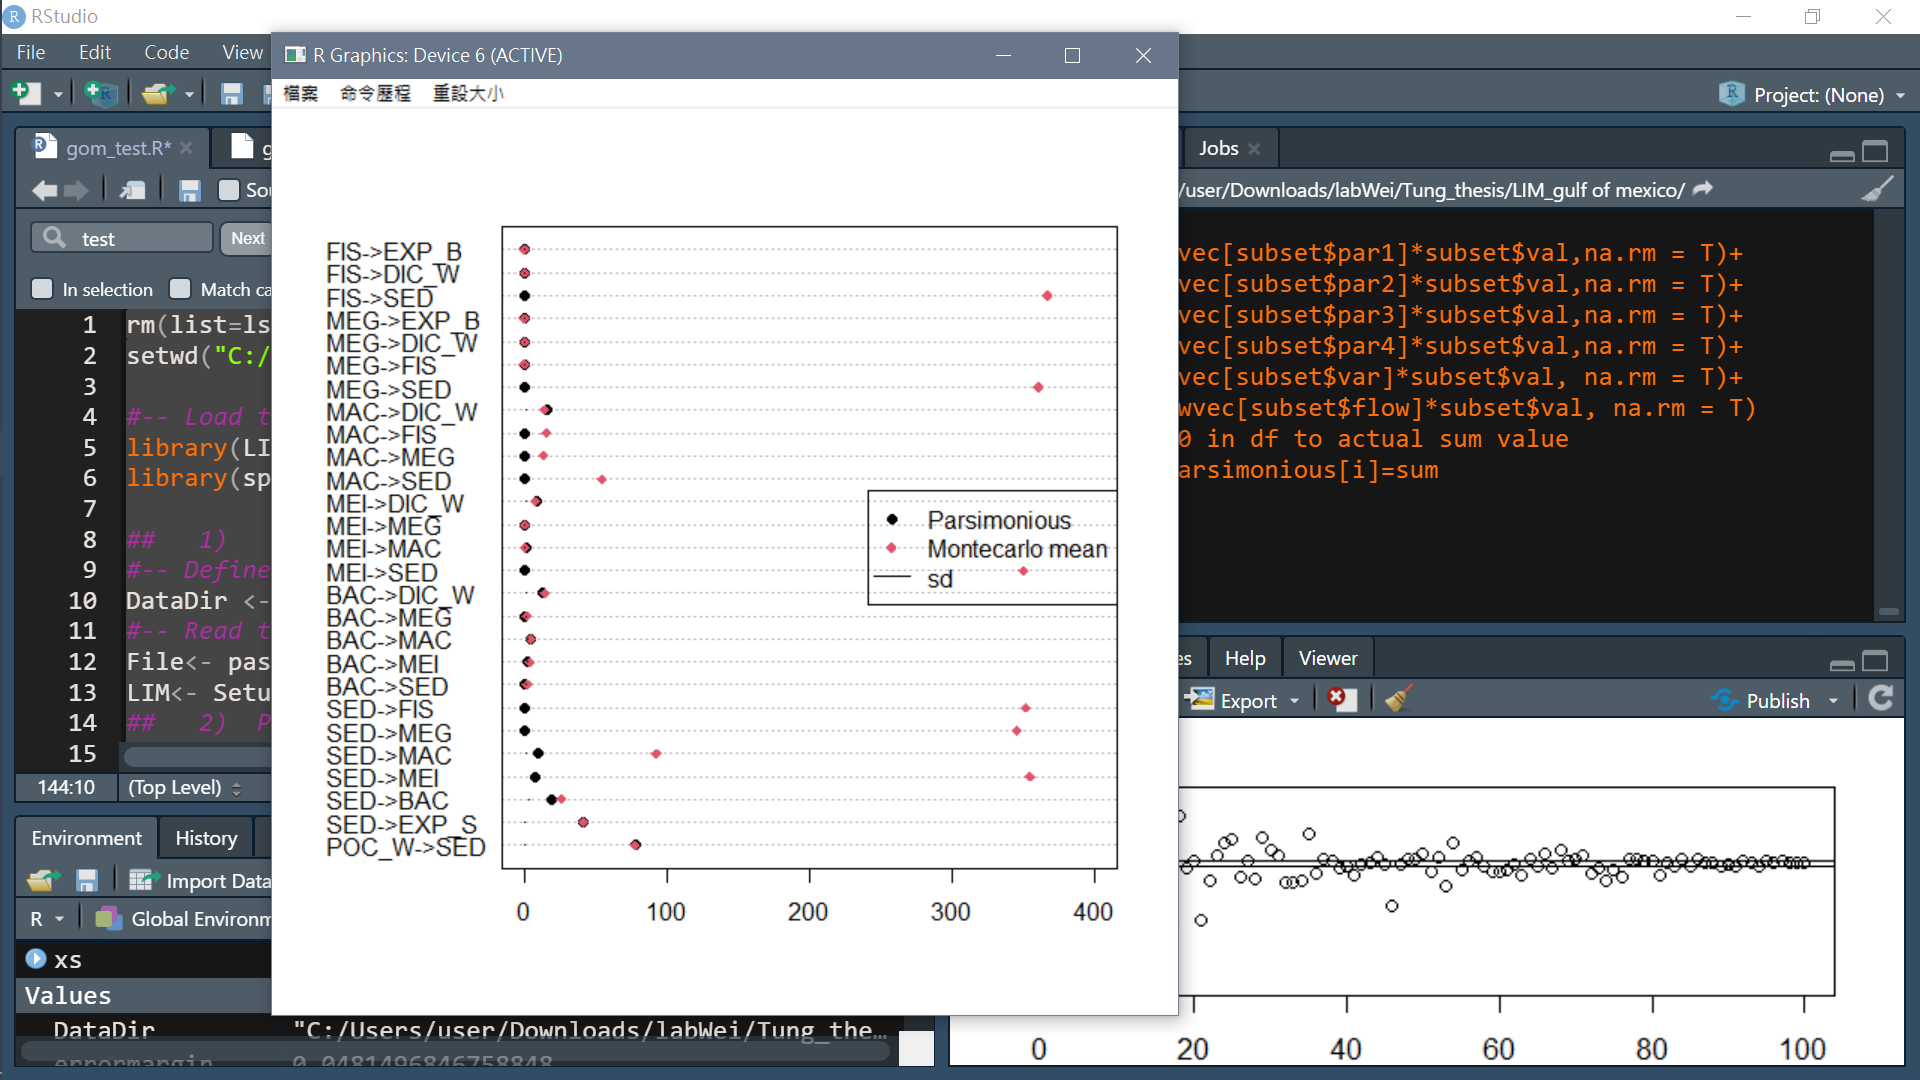 RStudio
File Edit Code View
R Graphics: Device 6 (ACTIVE)
檔案 命令歷程 重設大小
Project: (None)
gom_test.R*
Sou
test
Next
In selection
Match ca
1 rm(list=ls
2 setwd("C:/
3
4 #-- Load t
5 library(LI
6 library(sp
7
8 ## 1)
9 #-- Define
10 DataDir <-
11 #-- Read t
12 File<- pas
13 LIM<- Setu
14 ## 2) P
15
144:10 (Top Level)
Environment History
Import Data
R Global Environm
xs
Values
DataDir "C:/Users/user/Downloads/labWei/Tung_the…
errormargin 0.0481496846758848
FIS->EXP_B
FIS->DIC_W
FIS->SED
MEG->EXP_B
MEG->DIC_W
MEG->FIS
MEG->SED
MAC->DIC_W
MAC->FIS
MAC->MEG
MAC->SED
MEI->DIC_W
MEI->MEG
MEI->MAC
MEI->SED
BAC->DIC_W
BAC->MEG
BAC->MAC
BAC->MEI
BAC->SED
SED->FIS
SED->MEG
SED->MAC
SED->MEI
SED->BAC
SED->EXP_S
POC_W->SED
Parsimonious
Montecarlo mean
sd
0 100 200 300 400
Jobs
/user/Downloads/labWei/Tung_thesis/LIM_gulf of mexico/
vec[subset$par1]*subset$val,na.rm = T)+
vec[subset$par2]*subset$val,na.rm = T)+
vec[subset$par3]*subset$val,na.rm = T)+
vec[subset$par4]*subset$val,na.rm = T)+
vec[subset$var]*subset$val, na.rm = T)+
wvec[subset$flow]*subset$val, na.rm = T)
0 in df to actual sum value
arsimonious[i]=sum
es Help Viewer
Export Publish
0 20 40 60 80 100